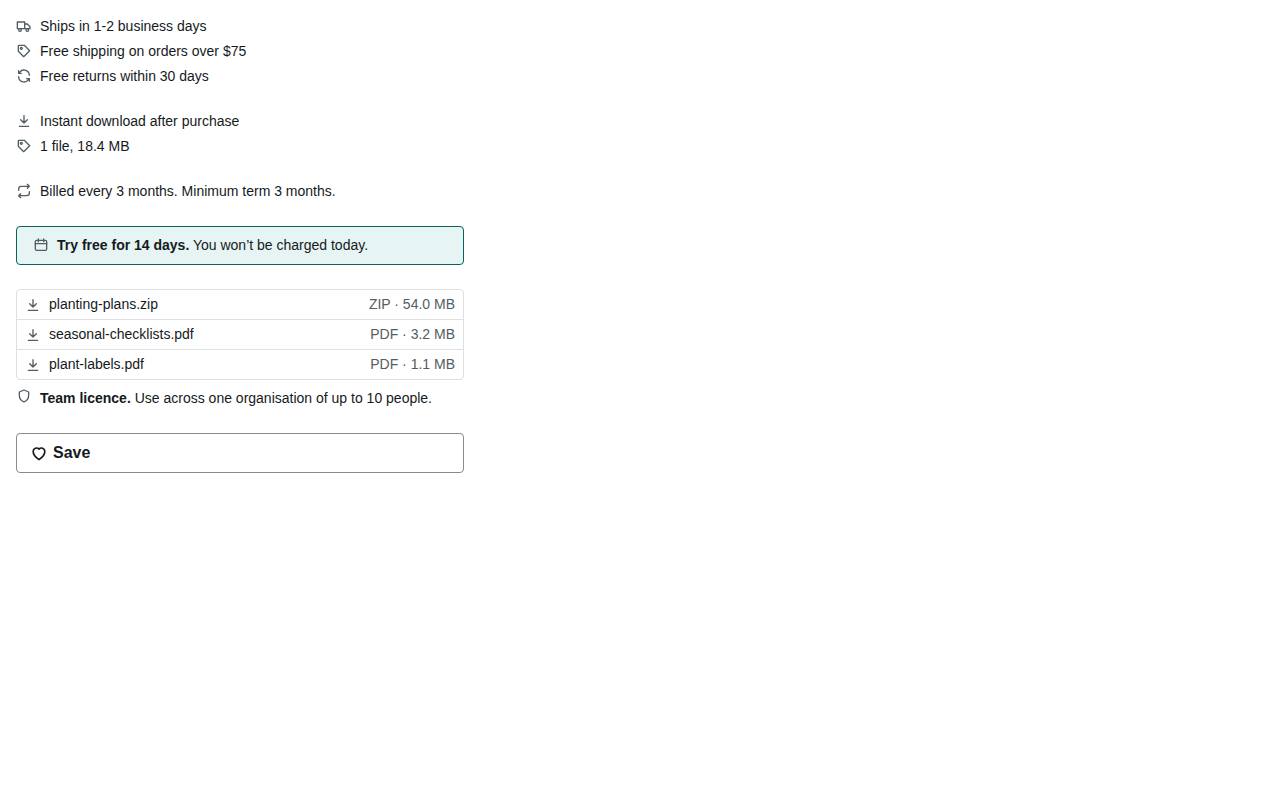 Ships in 1-2 business days
Free shipping on orders over $75
Free returns within 30 days
Instant download after purchase
1 file, 18.4 MB
Billed every 3 months. Minimum term 3 months.
Try free for 14 days. You won’t be charged today.
planting-plans.zip ZIP · 54.0 MB
seasonal-checklists.pdf PDF · 3.2 MB
plant-labels.pdf PDF · 1.1 MB
Team licence. Use across one organisation of up to 10 people.
Save